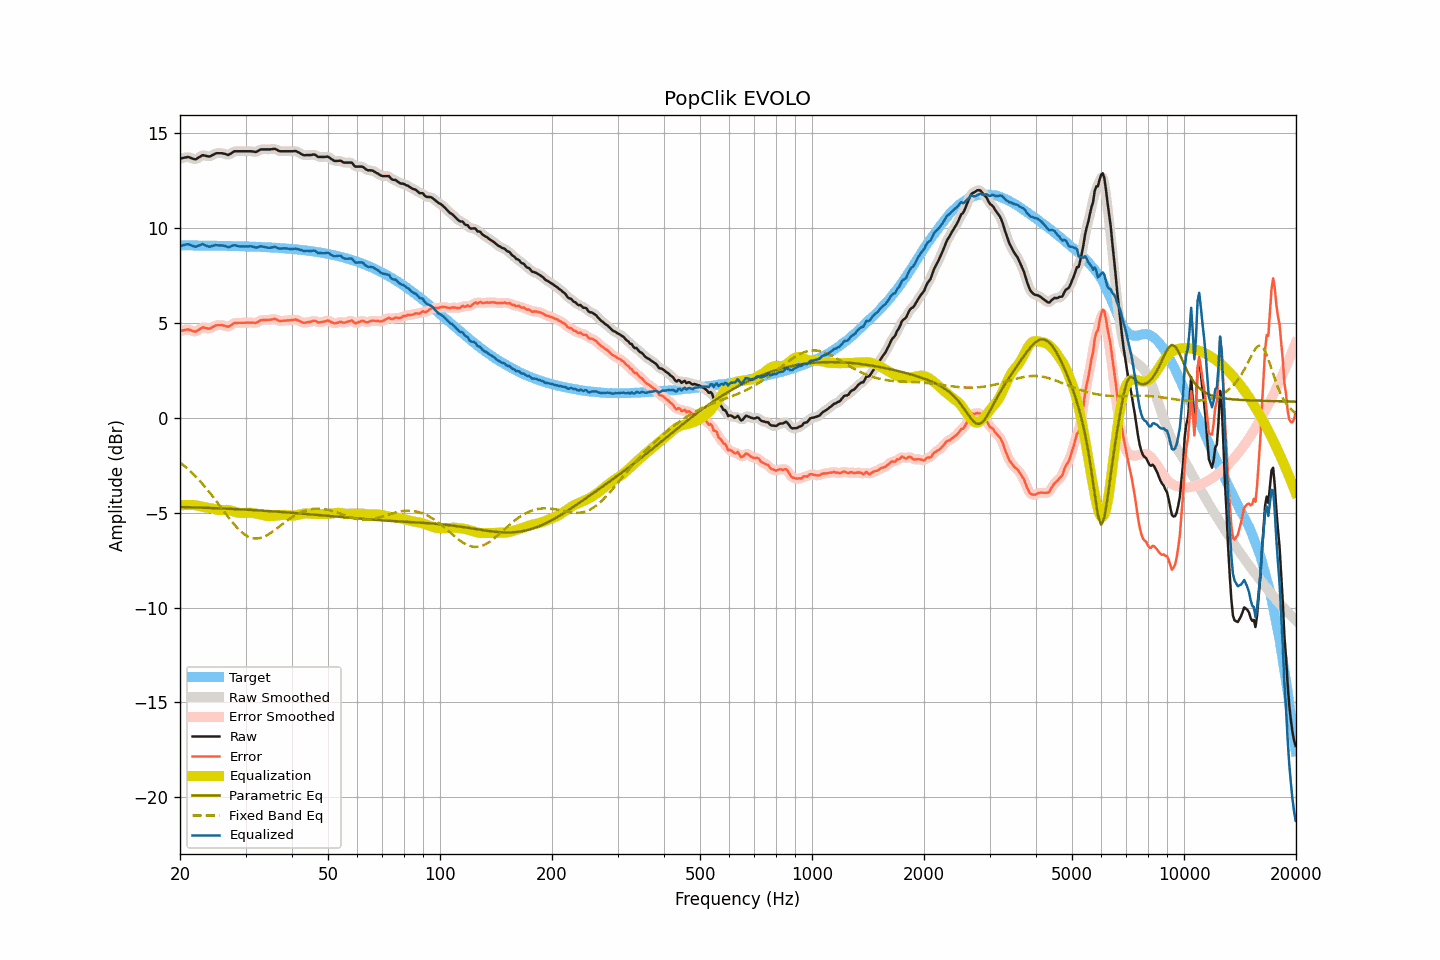 PopClik EVOLO
15
10
5
0
−5
−10
−15
−20
Amplitude (dBr)
Target
Raw Smoothed
Error Smoothed
Raw
Error
Equalization
Parametric Eq
Fixed Band Eq
Equalized
20 50 100 200 500 1000 2000 5000 10000 20000
Frequency (Hz)